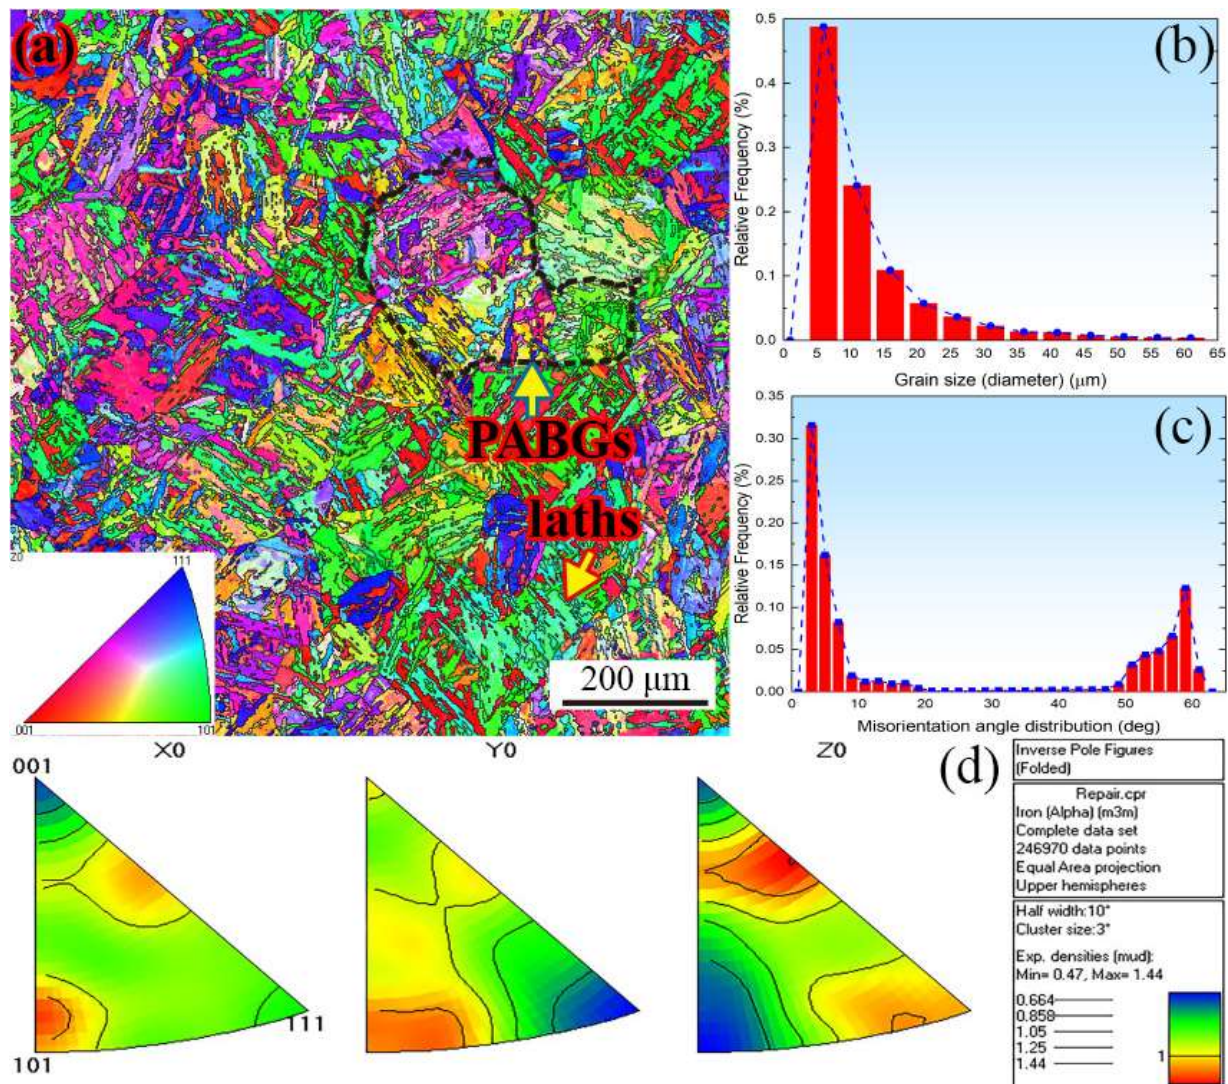 (a)
PABGs
laths
200 μm
Z0
111
001
101
(b)
Relative Frequency (%)
0.5
0.4
0.3
0.2
0.1
0.0
0 5 10 15 20 25 30 35 40 45 50 55 60 65
Grain size (diameter) (μm)
(c)
Relative Frequency (%)
0.35
0.30
0.25
0.20
0.15
0.10
0.05
0.00
0 10 20 30 40 50 60
Misorientation angle distribution (deg)
(d)
X0
Y0
Z0
001
111
101
Inverse Pole Figures
(Folded)
Repair.cpr
Iron (Alpha) (m3m)
Complete data set
246970 data points
Equal Area projection
Upper hemispheres
Half width:10°
Cluster size:3°
Exp. densities (mud):
Min= 0.47, Max= 1.44
0.664
0.858
1.05
1.25
1.44
1